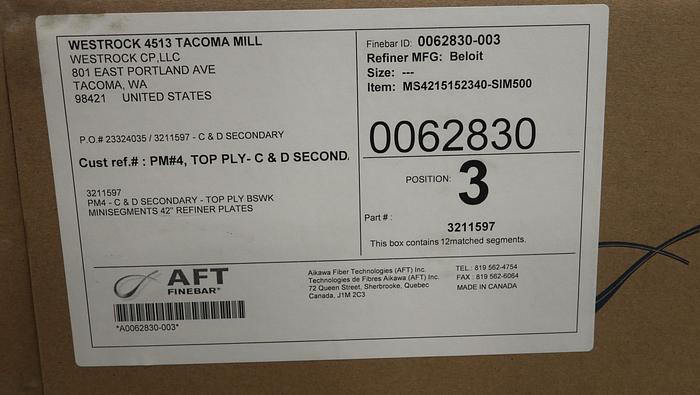 WESTROCK 4513 TACOMA MILL
WESTROCK CP,LLC
801 EAST PORTLAND AVE
TACOMA, WA
98421 UNITED STATES
P.O.# 23324035 / 3211597 - C & D SECONDARY
Cust ref.# : PM#4, TOP PLY- C & D SECOND.
3211597
PM4 - C & D SECONDARY - TOP PLY BSWK
MINISEGMENTS 42" REFINER PLATES
Finebar ID: 0062830-003
Refiner MFG: Beloit
Size: ---
Item: MS4215152340-SIM500
0062830
POSITION: 3
Part # :
3211597
This box contains 12matched segments.
AFT
FINEBAR®
*A0062830-003*
Aikawa Fiber Technologies (AFT) Inc.
Technologies de Fibres Aikawa (AFT) Inc.
72 Queen Street, Sherbrooke, Quebec
Canada, J1M 2C3
TEL.: 819 562-4754
FAX : 819 562-6064
MADE IN CANADA